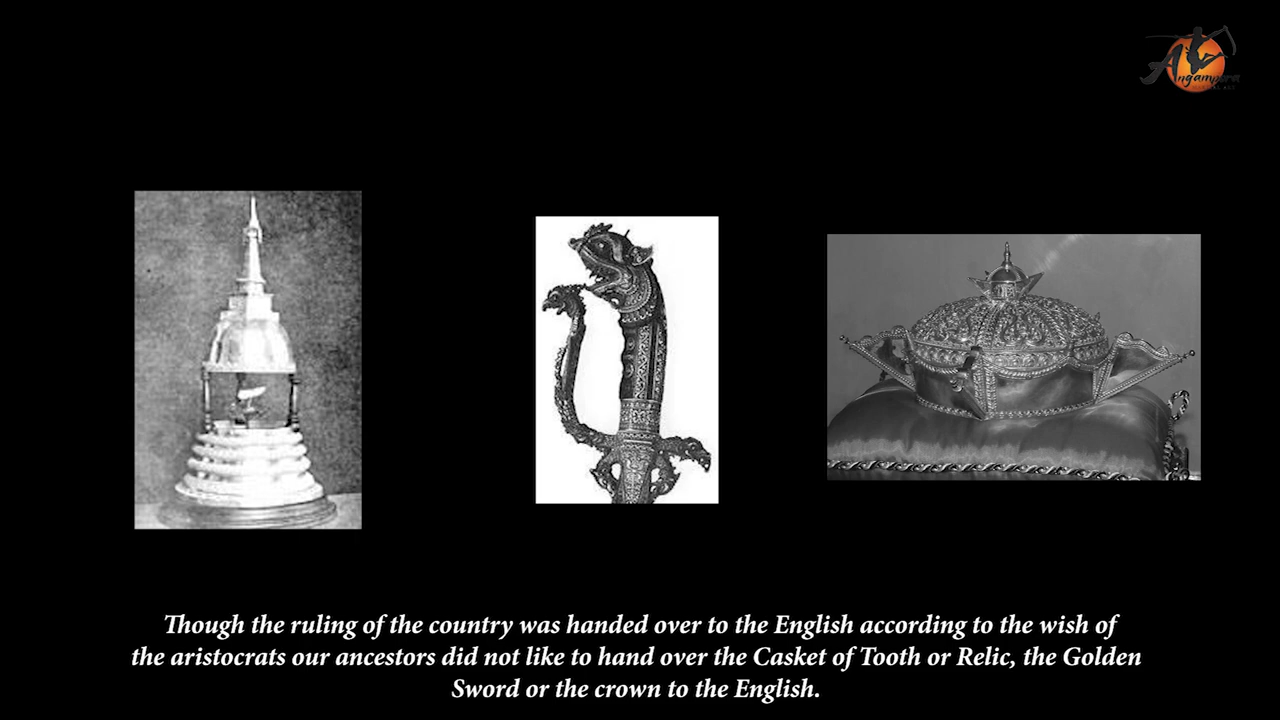 Angampora
Though the ruling of the country was handed over to the English according to the wish of
the aristocrats our ancestors did not like to hand over the Casket of Tooth or Relic, the Golden
Sword or the crown to the English.